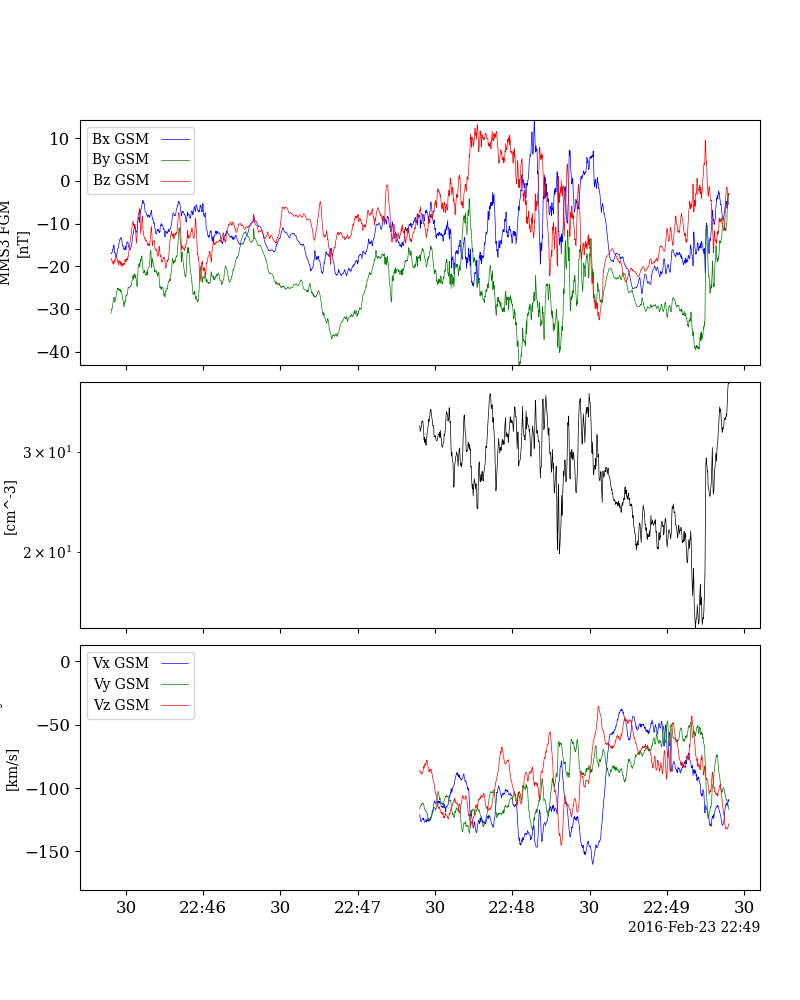 Bx GSM
By GSM
Bz GSM
10
0
−10
−20
−30
−40
MMS3 FGM
[nT]
3 × 10¹
2 × 10¹
[cm^-3]
Vx GSM
Vy GSM
Vz GSM
0
−50
−100
−150
[km/s]
30 22:46 30 22:47 30 22:48 30 22:49 30
2016-Feb-23 22:49